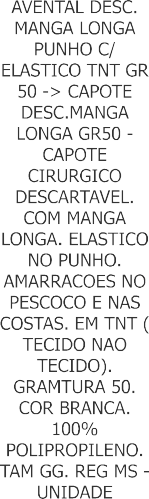 AVENTAL DESC.
MANGA LONGA
PUNHO C/
ELASTICO TNT GR
50 -> CAPOTE
DESC.MANGA
LONGA GR50 -
CAPOTE
CIRURGICO
DESCARTAVEL.
COM MANGA
LONGA. ELASTICO
NO PUNHO.
AMARRACOES NO
PESCOCO E NAS
COSTAS. EM TNT (
TECIDO NAO
TECIDO).
GRAMTURA 50.
COR BRANCA.
100%
POLIPROPILENO.
TAM GG. REG MS -
UNIDADE